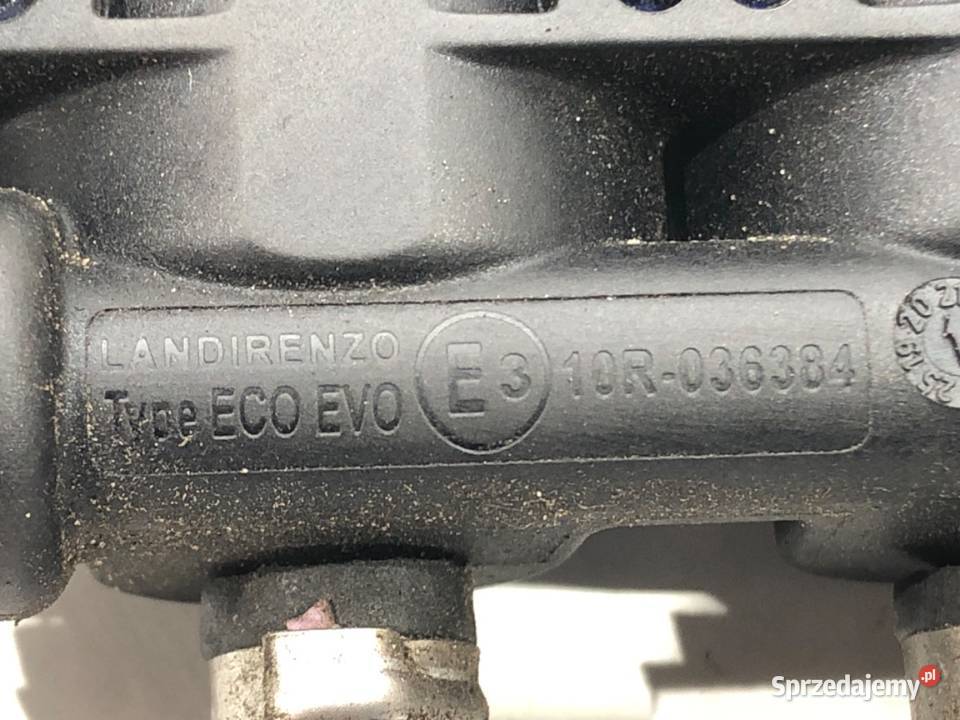 LANDIRENZO
Type ECO EVO
E3
10R-036384
Sprzedajemy.pl